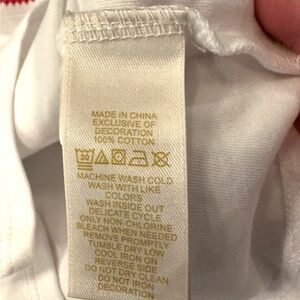 MADE IN CHINA
EXCLUSIVE OF
DECORATION
100% COTTON
30
MACHINE WASH COLD
WASH WITH LIKE
COLORS
WASH INSIDE OUT
DELICATE CYCLE
ONLY NON-CHLORINE
BLEACH WHEN NEEDED
REMOVE PROMPTLY
TUMBLE DRY LOW
COOL IRON ON
REVERSE SIDE
DO NOT DRY CLEAN
DO NOT IRON
DECORATION